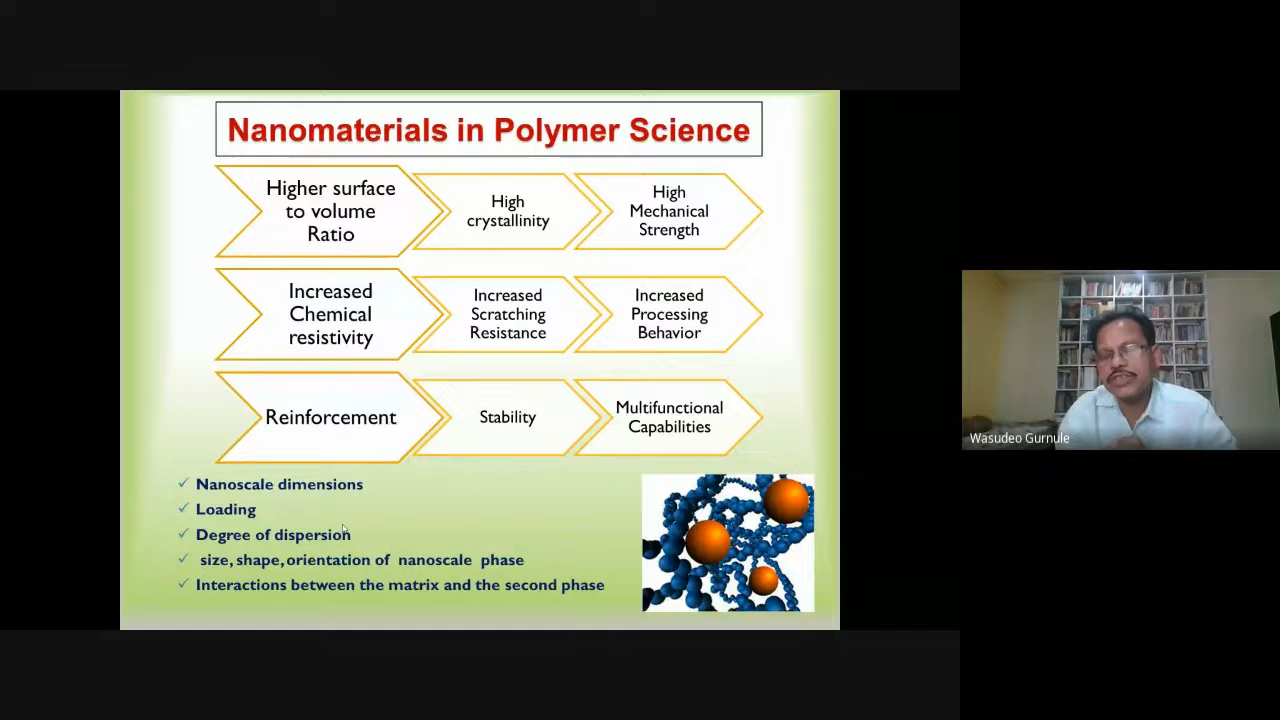 Nanomaterials in Polymer Science
Higher surface
to volume
Ratio
High
crystallinity
High
Mechanical
Strength
Increased
Chemical
resistivity
Increased
Scratching
Resistance
Increased
Processing
Behavior
Reinforcement
Stability
Multifunctional
Capabilities
✓ Nanoscale dimensions
✓ Loading
✓ Degree of dispersion
✓ size, shape, orientation of nanoscale phase
✓ Interactions between the matrix and the second phase
Wasudeo Gurnule